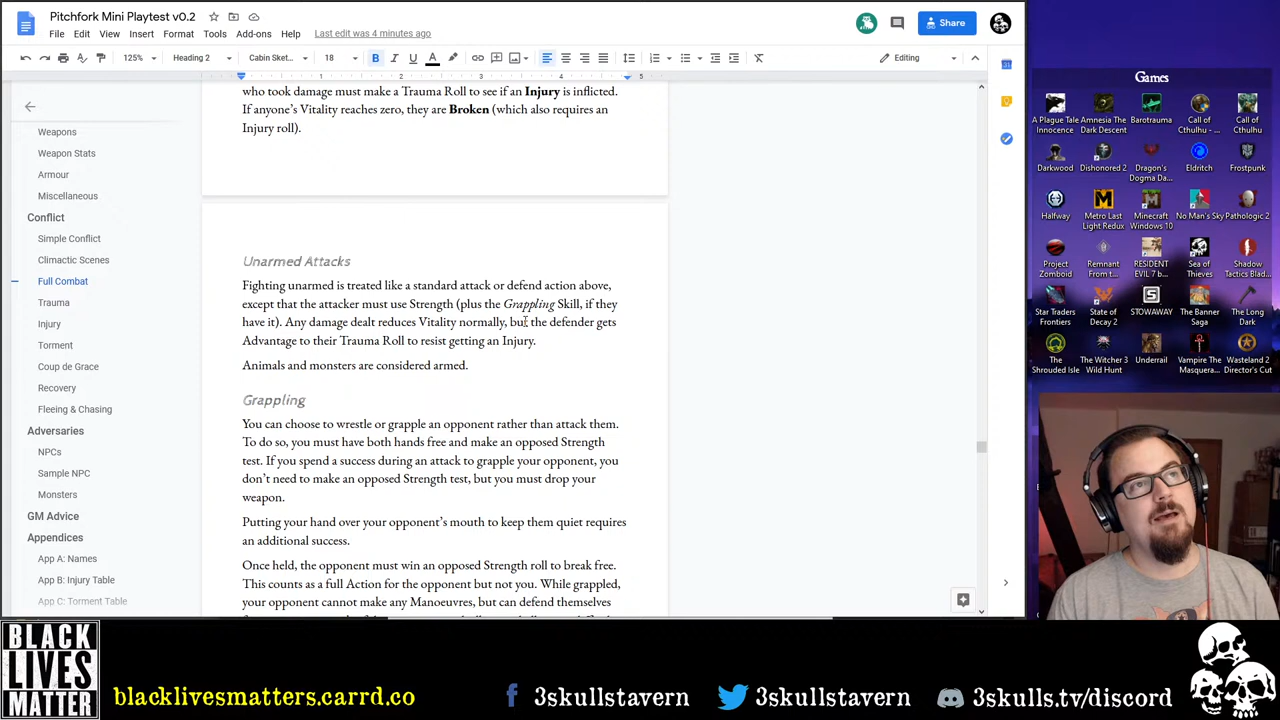 Pitchfork Mini Playtest v0.2
File Edit View Insert Format Tools Add-ons Help
Last edit was 4 minutes ago
Share
125%
Heading 2
Cabin Sket...
18
B I U A
Editing
1 2 3 4 5
Weapons
Weapon Stats
Armour
Miscellaneous
Conflict
Simple Conflict
Climactic Scenes
Full Combat
Trauma
Injury
Torment
Coup de Grace
Recovery
Fleeing & Chasing
Adversaries
NPCs
Sample NPC
Monsters
GM Advice
Appendices
App A: Names
App B: Injury Table
App C: Torment Table
who took damage must make a Trauma Roll to see if an Injury is inflicted.
If anyone's Vitality reaches zero, they are Broken (which also requires an
Injury roll).
Unarmed Attacks
Fighting unarmed is treated like a standard attack or defend action above,
except that the attacker must use Strength (plus the Grappling Skill, if they
have it). Any damage dealt reduces Vitality normally, but the defender gets
Advantage to their Trauma Roll to resist getting an Injury.
Animals and monsters are considered armed.
Grappling
You can choose to wrestle or grapple an opponent rather than attack them.
To do so, you must have both hands free and make an opposed Strength
test. If you spend a success during an attack to grapple your opponent, you
don't need to make an opposed Strength test, but you must drop your
weapon.
Putting your hand over your opponent's mouth to keep them quiet requires
an additional success.
Once held, the opponent must win an opposed Strength roll to break free.
This counts as a full Action for the opponent but not you. While grappled,
your opponent cannot make any Manoeuvres, but can defend themselves
Games
A Plague Tale Innocence
Amnesia The Dark Descent
Barotrauma
Call of Cthulhu - ...
Call of Cthulhu
Darkwood
Dishonored 2
Dragon's Dogma Da...
Eldritch
Frostpunk
Halfway
Metro Last Light Redux
Minecraft Windows 10
No Man's Sky
Pathologic 2
Project Zomboid
Remnant From t...
RESIDENT EVIL 7 b...
Sea of Thieves
Shadow Tactics Blad...
Star Traders Frontiers
State of Decay 2
STOWAWAY
The Banner Saga
The Long Dark
The Shrouded Isle
The Witcher 3 Wild Hunt
Underrail
Vampire The Masquera...
Wasteland 2 Director's Cut
BLACK
LIVES
MATTER
blacklivesmatters.carrd.co
3skullstavern
3skullstavern
3skulls.tv/discord